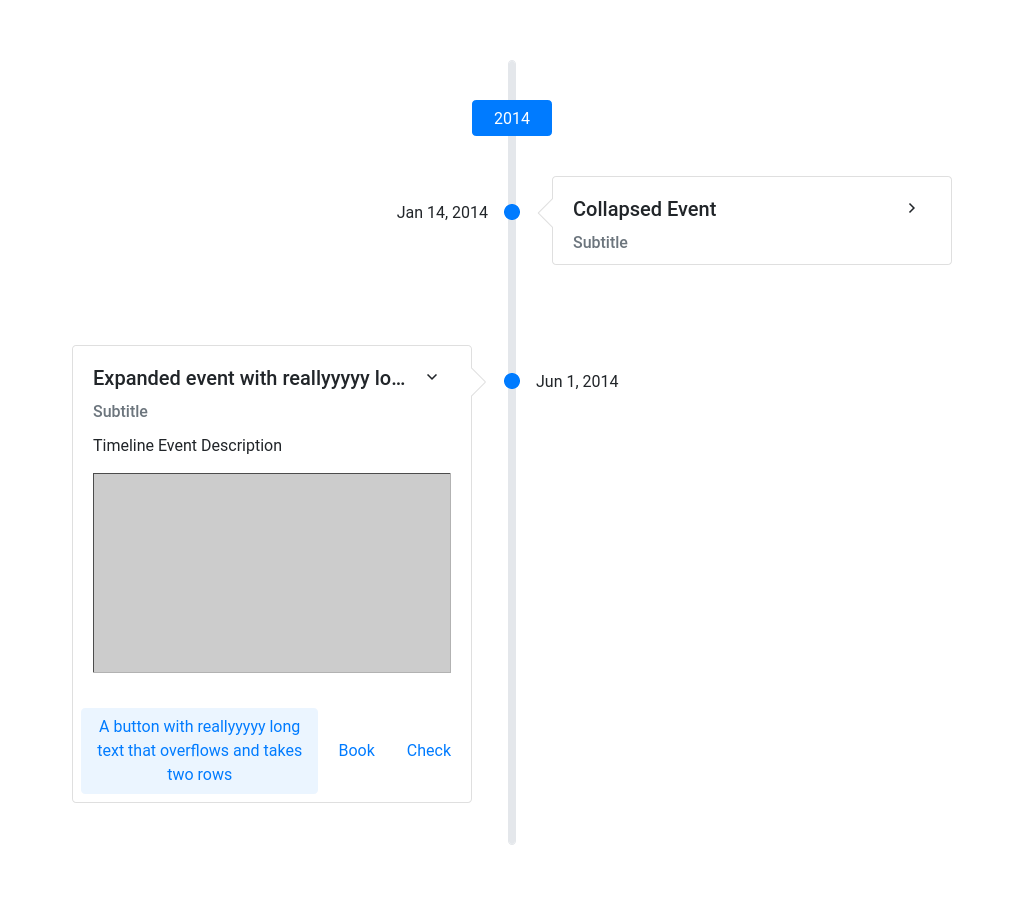 2014
Jan 14, 2014
Collapsed Event
Subtitle
Expanded event with reallyyyyy lo...
Jun 1, 2014
Subtitle
Timeline Event Description
A button with reallyyyyy long
text that overflows and takes
two rows
Book
Check